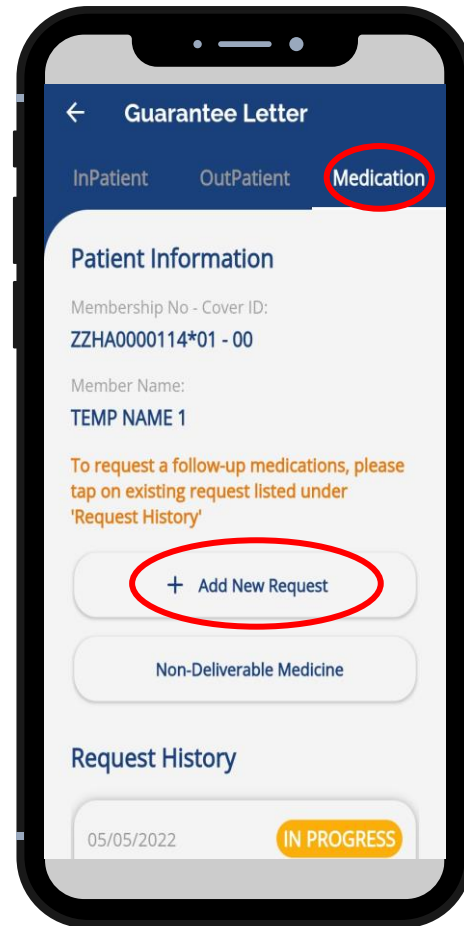 Guarantee Letter
InPatient OutPatient Medication
Patient Information
Membership No - Cover ID:
ZZHA0000114*01 - 00
Member Name:
TEMP NAME 1
To request a follow-up medications, please
tap on existing request listed under
'Request History'
+ Add New Request
Non-Deliverable Medicine
Request History
05/05/2022 IN PROGRESS